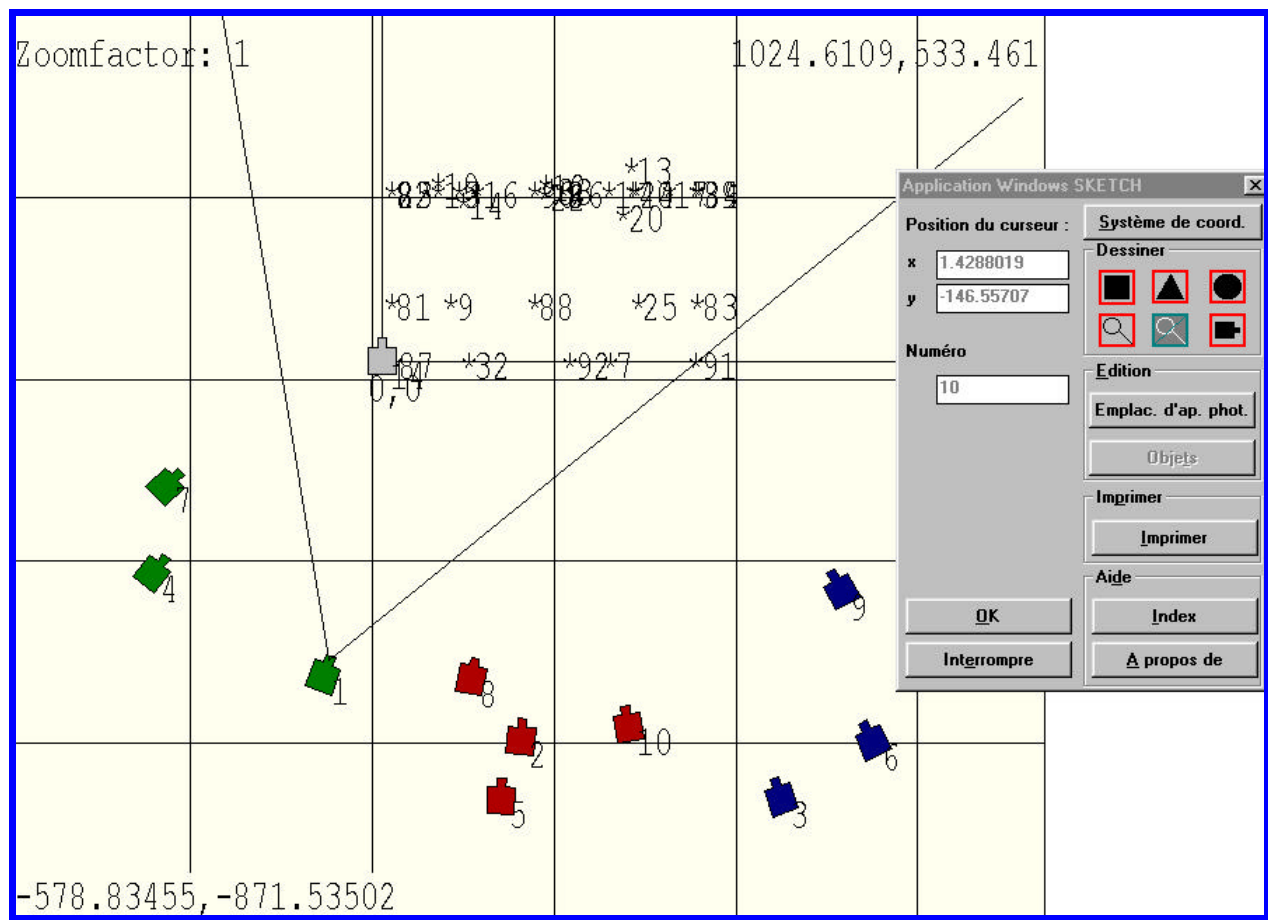 Zoomfactor: 1
1024.6109,533.461
*13
*20
*81 *9 *88 *25 *83
*32 *92 *7 *91
0,0
7
4
1
8
2
10
5
9
6
3
-578.83455,-871.53502
Application Windows SKETCH
Position du curseur :
x 1.4288019
y -146.55707
Numéro
10
OK
Interrompre
Système de coord.
Dessiner
Edition
Emplac. d'ap. phot.
Objets
Imprimer
Imprimer
Aide
Index
A propos de